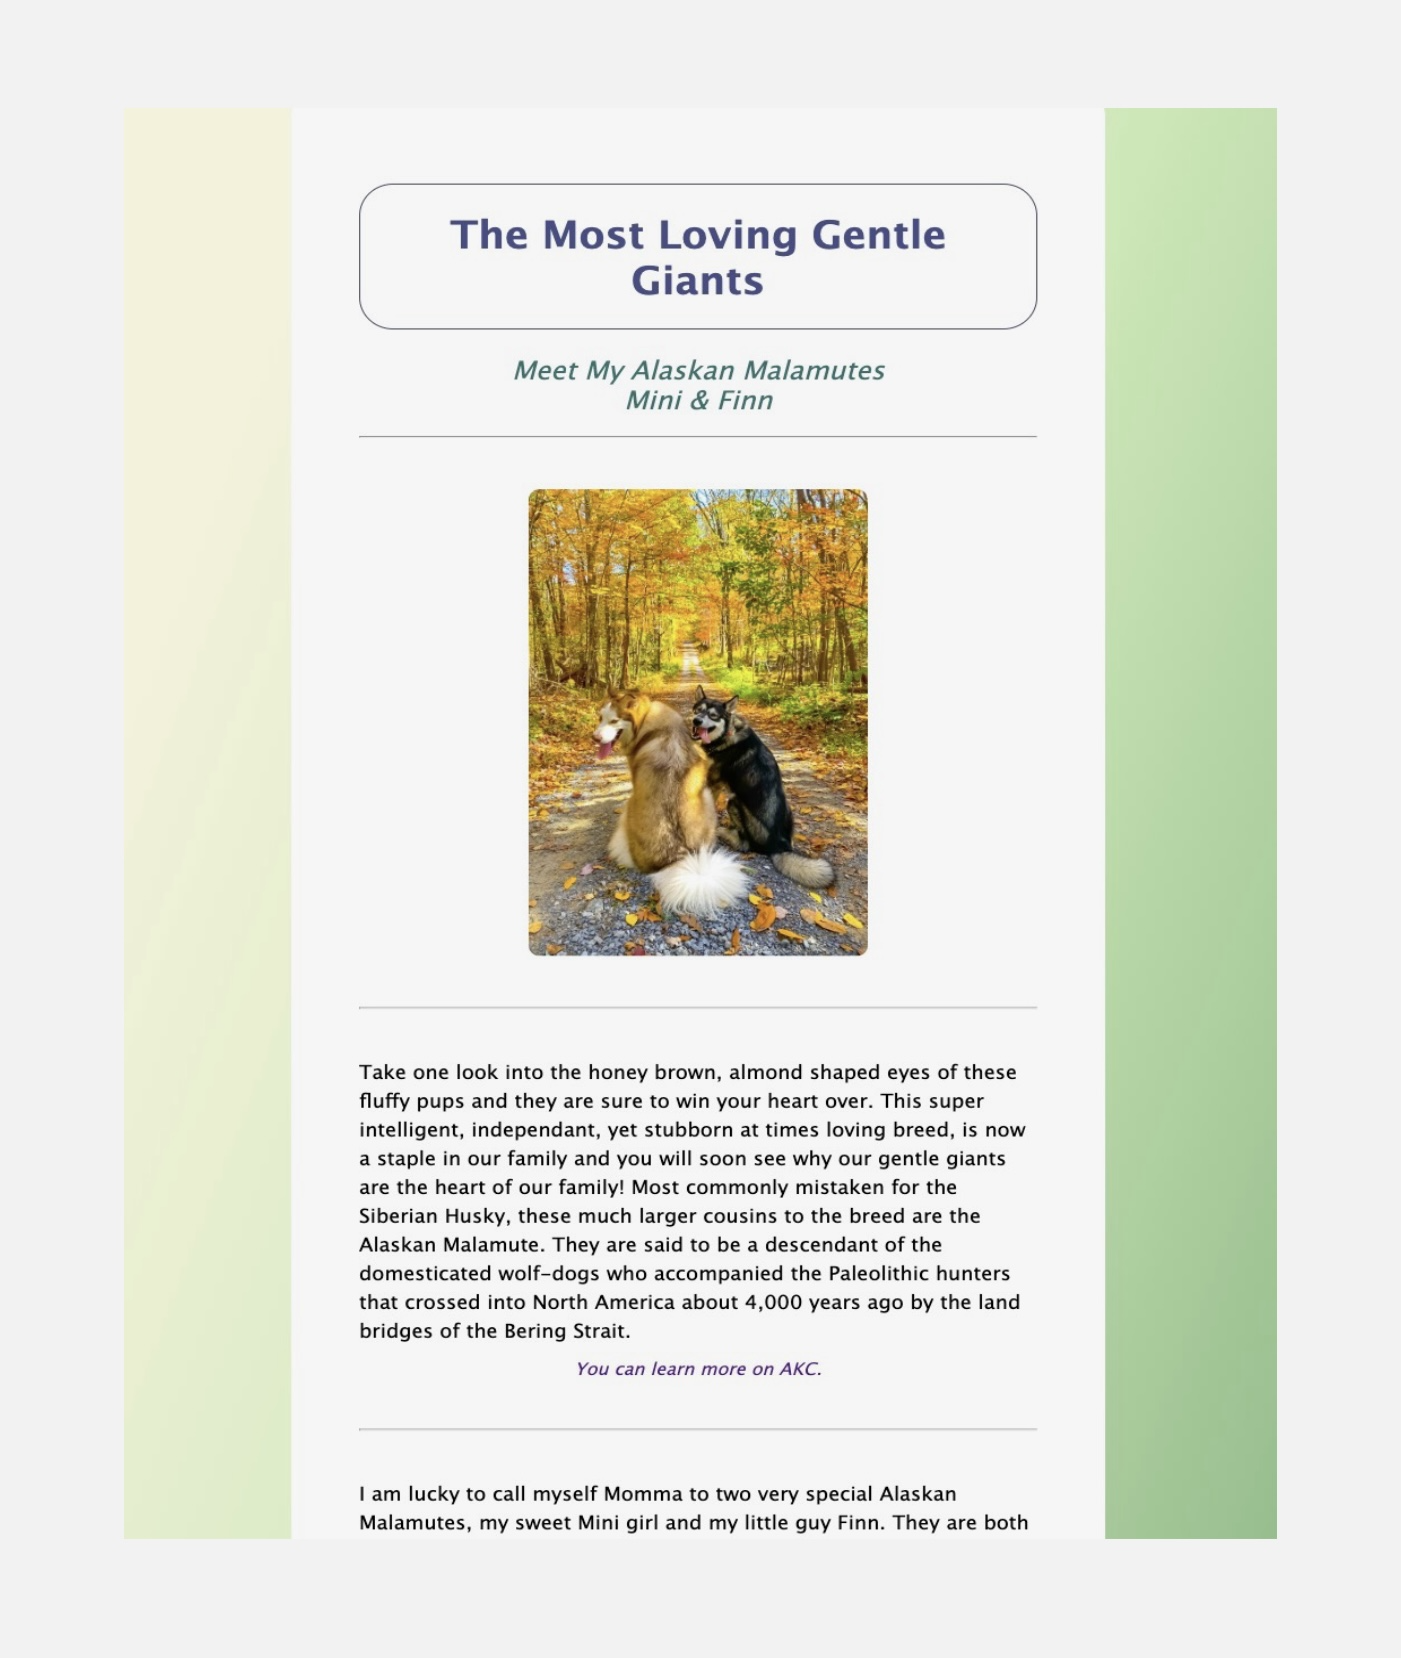 The Most Loving Gentle
Giants
Meet My Alaskan Malamutes
Mini & Finn
Take one look into the honey brown, almond shaped eyes of these
fluffy pups and they are sure to win your heart over. This super
intelligent, independant, yet stubborn at times loving breed, is now
a staple in our family and you will soon see why our gentle giants
are the heart of our family! Most commonly mistaken for the
Siberian Husky, these much larger cousins to the breed are the
Alaskan Malamute. They are said to be a descendant of the
domesticated wolf-dogs who accompanied the Paleolithic hunters
that crossed into North America about 4,000 years ago by the land
bridges of the Bering Strait.
You can learn more on AKC.
I am lucky to call myself Momma to two very special Alaskan
Malamutes, my sweet Mini girl and my little guy Finn. They are both